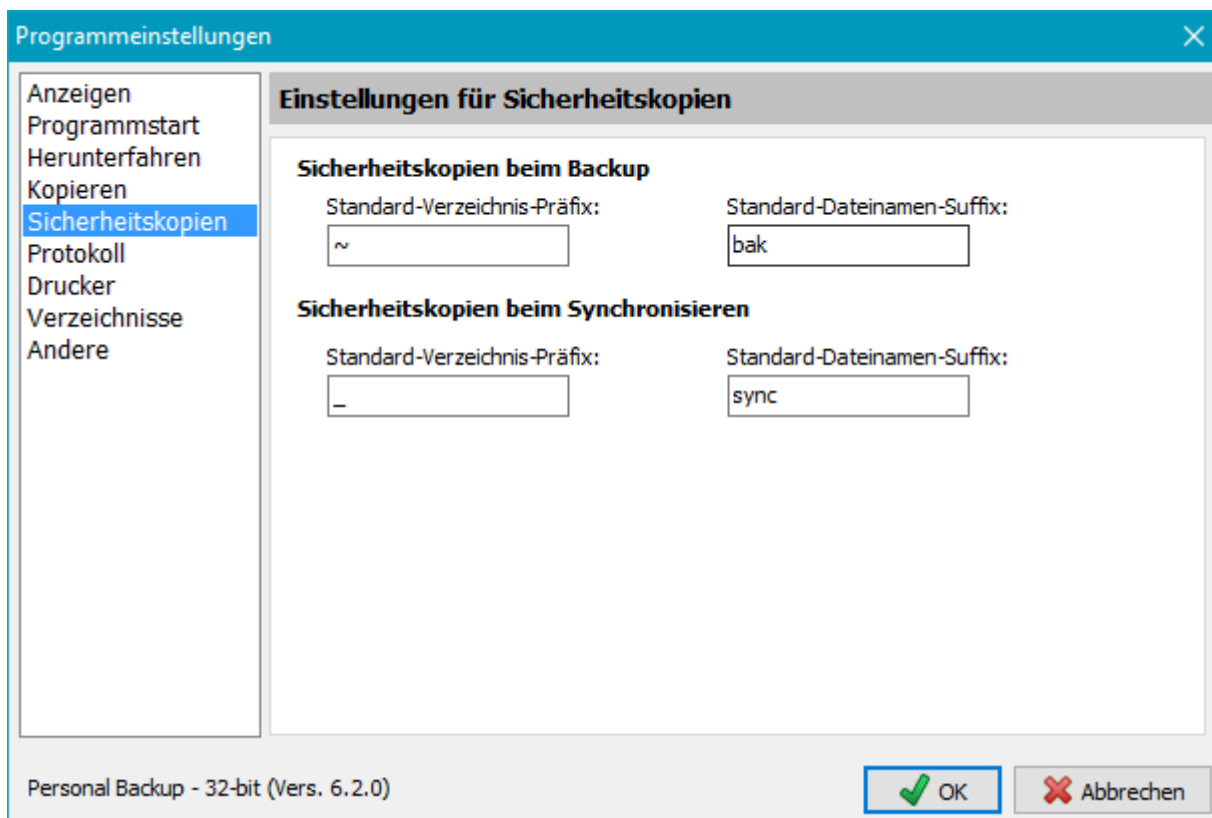 Programmeinstellungen
Anzeigen
Programmstart
Herunterfahren
Kopieren
Sicherheitskopien
Protokoll
Drucker
Verzeichnisse
Andere
Einstellungen für Sicherheitskopien
Sicherheitskopien beim Backup
Standard-Verzeichnis-Präfix: Standard-Dateinamen-Suffix:
~ bak
Sicherheitskopien beim Synchronisieren
Standard-Verzeichnis-Präfix: Standard-Dateinamen-Suffix:
_ sync
Personal Backup - 32-bit (Vers. 6.2.0) OK Abbrechen